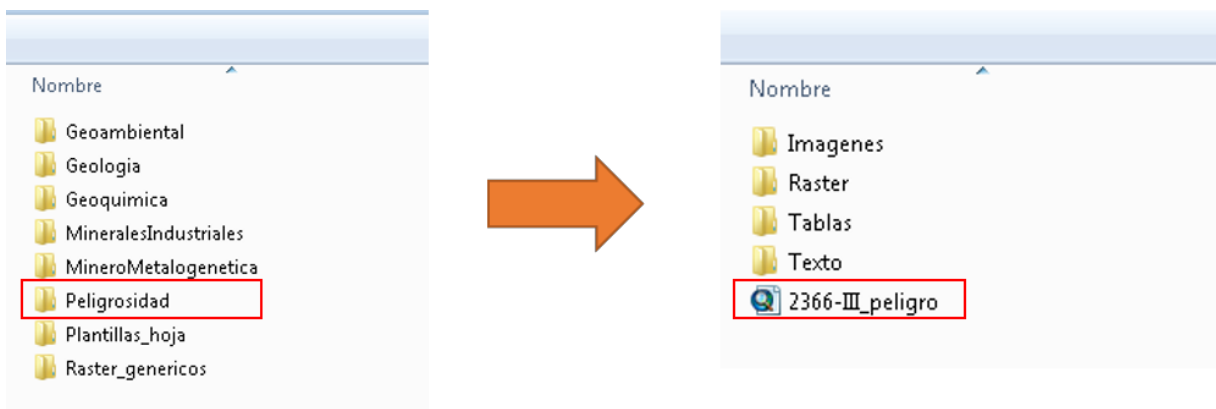 Nombre
Geoambiental
Geologia
Geoquimica
MineralesIndustriales
MineroMetalogenetica
Peligrosidad
Plantillas_hoja
Raster_genericos
Nombre
Imagenes
Raster
Tablas
Texto
2366-III_peligro